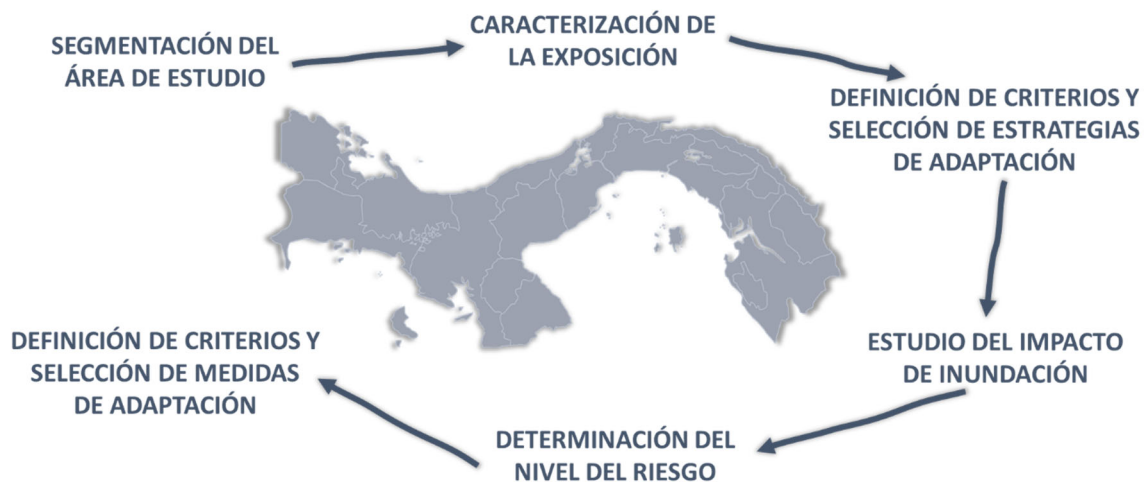 SEGMENTACIÓN DEL
ÁREA DE ESTUDIO
CARACTERIZACIÓN DE
LA EXPOSICIÓN
DEFINICIÓN DE CRITERIOS Y
SELECCIÓN DE ESTRATEGIAS
DE ADAPTACIÓN
ESTUDIO DEL IMPACTO
DE INUNDACIÓN
DETERMINACIÓN DEL
NIVEL DEL RIESGO
DEFINICIÓN DE CRITERIOS Y
SELECCIÓN DE MEDIDAS
DE ADAPTACIÓN